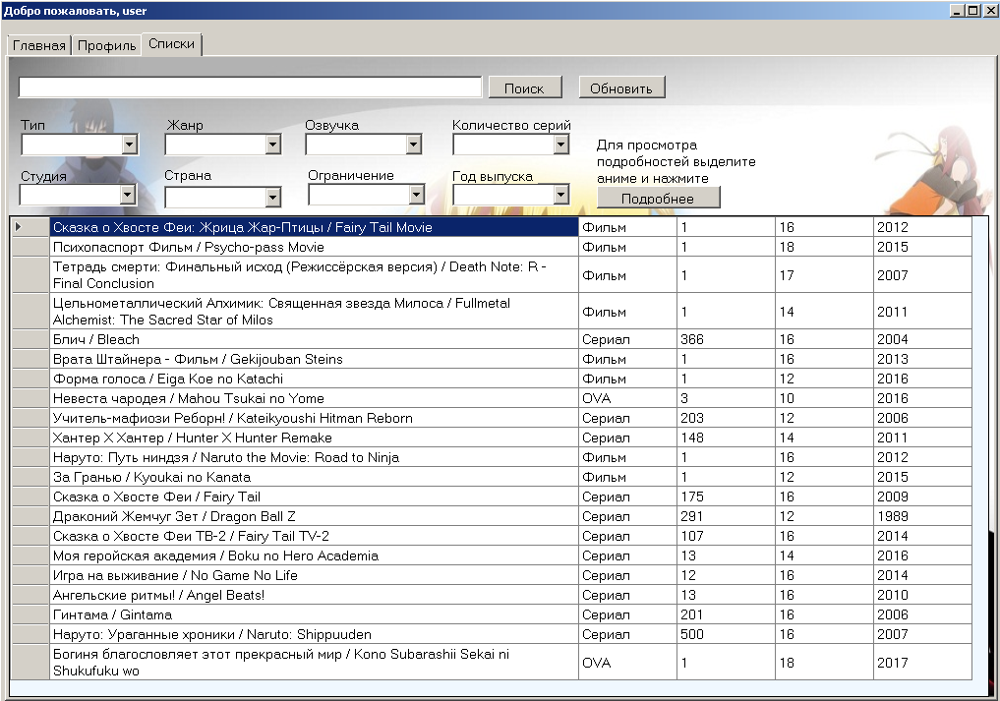 Добро пожаловать, user
Главная Профиль Списки
Поиск Обновить
Тип Жанр Озвучка Количество серий
Для просмотра
подробностей выделите
аниме и нажмите
Студия Страна Ограничение Год выпуска
Подробнее
Сказка о Хвосте Феи: Жрица Жар-Птицы / Fairy Tail Movie Фильм 1 16 2012
Психопаспорт Фильм / Psycho-pass Movie Фильм 1 18 2015
Тетрадь смерти: Финальный исход (Режиссёрская версия) / Death Note: R -
Final Conclusion Фильм 1 17 2007
Цельнометаллический Алхимик: Священная звезда Милоса / Fullmetal
Alchemist: The Sacred Star of Milos Фильм 1 14 2011
Блич / Bleach Сериал 366 16 2004
Врата Штайнера - Фильм / Gekijouban Steins Фильм 1 16 2013
Форма голоса / Eiga Koe no Katachi Фильм 1 12 2016
Невеста чародея / Mahou Tsukai no Yome OVA 3 10 2016
Учитель-мафиози Реборн! / Kateikyoushi Hitman Reborn Сериал 203 12 2006
Хантер Х Хантер / Hunter X Hunter Remake Сериал 148 14 2011
Наруто: Путь ниндзя / Naruto the Movie: Road to Ninja Фильм 1 16 2012
За Гранью / Kyoukai no Kanata Фильм 1 12 2015
Сказка о Хвосте Феи / Fairy Tail Сериал 175 16 2009
Драконий Жемчуг Зет / Dragon Ball Z Сериал 291 12 1989
Сказка о Хвосте Феи ТВ-2 / Fairy Tail TV-2 Сериал 107 16 2014
Моя геройская академия / Boku no Hero Academia Сериал 13 14 2016
Игра на выживание / No Game No Life Сериал 12 16 2014
Ангельские ритмы! / Angel Beats! Сериал 13 16 2010
Гинтама / Gintama Сериал 201 16 2006
Наруто: Ураганные хроники / Naruto: Shippuuden Сериал 500 16 2007
Богиня благословляет этот прекрасный мир / Kono Subarashii Sekai ni
Shukufuku wo OVA 1 18 2017